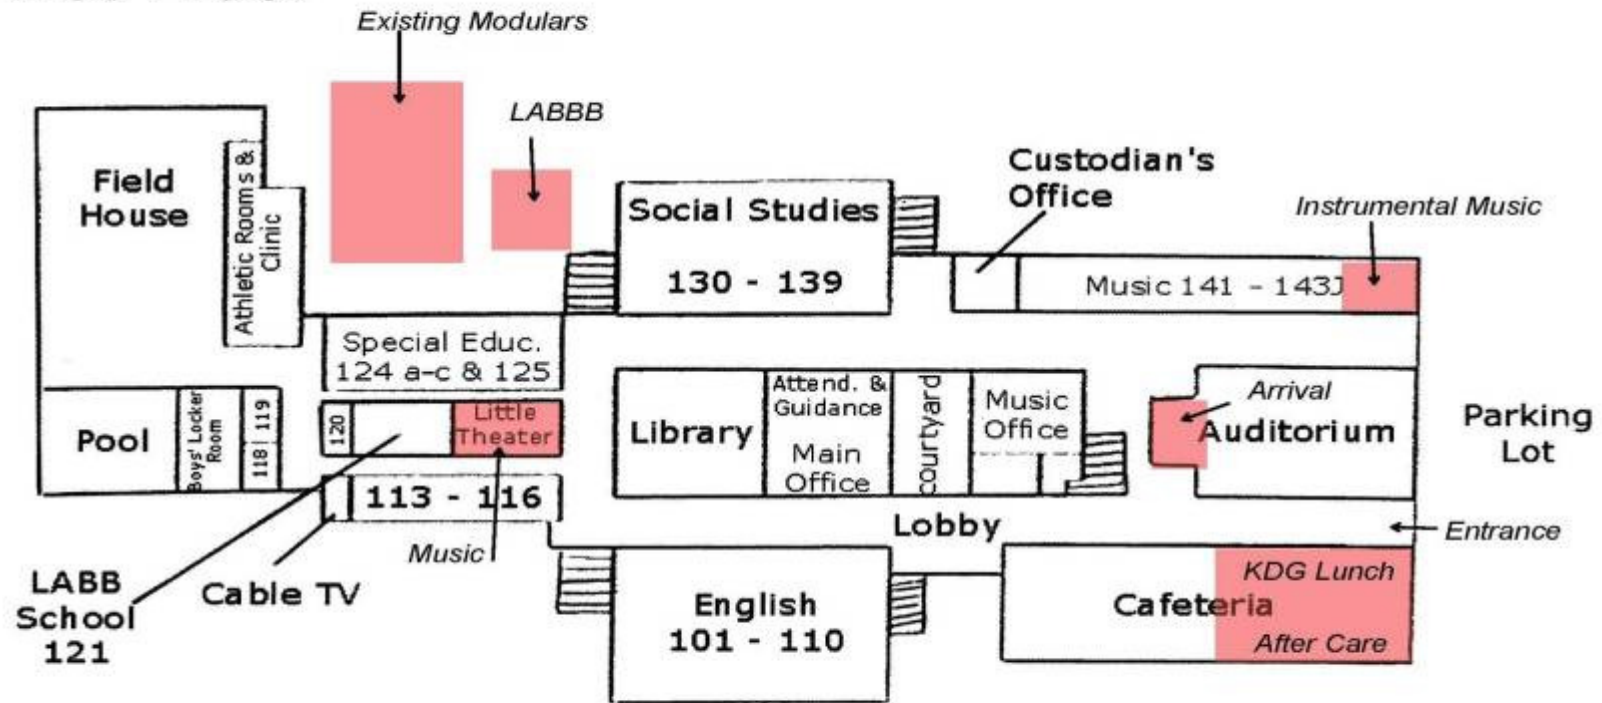 Existing Modulars
LABBB
Field
House
Athletic Rooms &
Clinic
Social Studies
130 - 139
Custodian's
Office
Instrumental Music
Music 141 - 143J
Special Educ.
124 a-c & 125
Pool
Boys' Locker
Room
118
119
120
Little
Theater
Library
Attend. &
Guidance
Main
Office
courtyard
Music
Office
Arrival
Auditorium
Parking
Lot
113 - 116
Music
Lobby
Entrance
LABB
School
121
Cable TV
English
101 - 110
Cafeteria
KDG Lunch
After Care